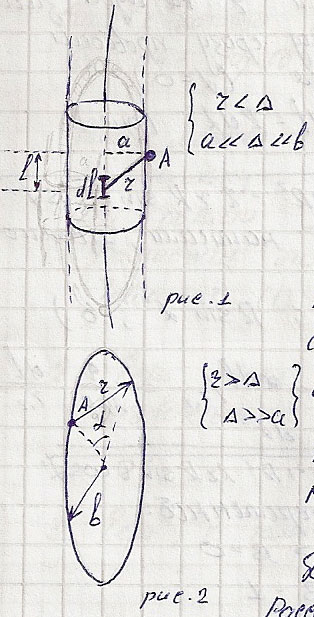 a
A
l
dl
r
{ r < Δ
a << Δ << b
рис. 1
r
A
α
b
{ r > Δ
Δ >> a }
рис. 2